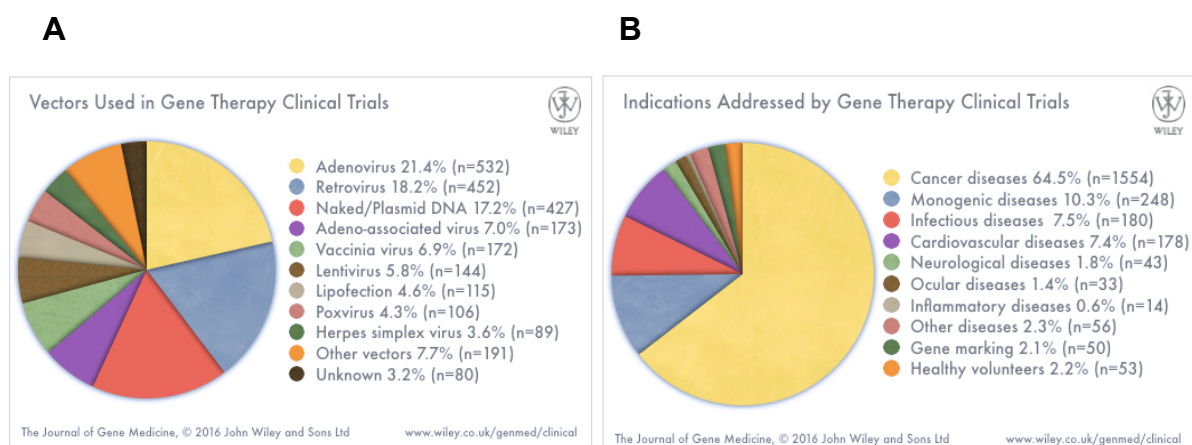 A
B
Vectors Used in Gene Therapy Clinical Trials
WILEY
Adenovirus 21.4% (n=532)
Retrovirus 18.2% (n=452)
Naked/Plasmid DNA 17.2% (n=427)
Adeno-associated virus 7.0% (n=173)
Vaccinia virus 6.9% (n=172)
Lentivirus 5.8% (n=144)
Lipofection 4.6% (n=115)
Poxvirus 4.3% (n=106)
Herpes simplex virus 3.6% (n=89)
Other vectors 7.7% (n=191)
Unknown 3.2% (n=80)
The Journal of Gene Medicine, © 2016 John Wiley and Sons Ltd
www.wiley.co.uk/genmed/clinical
Indications Addressed by Gene Therapy Clinical Trials
WILEY
Cancer diseases 64.5% (n=1554)
Monogenic diseases 10.3% (n=248)
Infectious diseases 7.5% (n=180)
Cardiovascular diseases 7.4% (n=178)
Neurological diseases 1.8% (n=43)
Ocular diseases 1.4% (n=33)
Inflammatory diseases 0.6% (n=14)
Other diseases 2.3% (n=56)
Gene marking 2.1% (n=50)
Healthy volunteers 2.2% (n=53)
The Journal of Gene Medicine, © 2016 John Wiley and Sons Ltd
www.wiley.co.uk/genmed/clinical